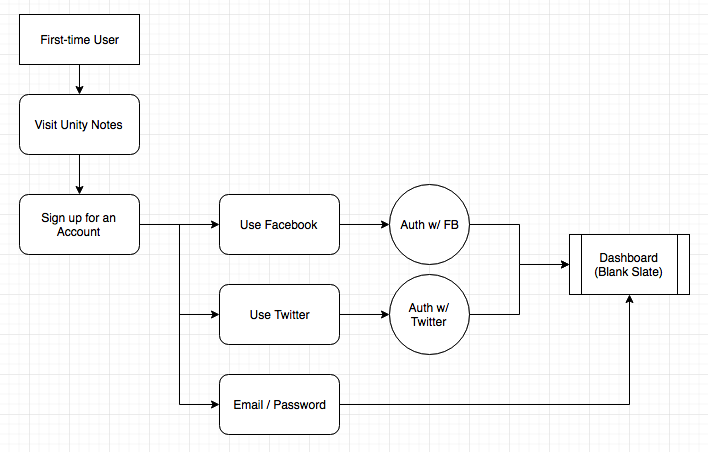 First-time User
Visit Unity Notes
Sign up for an
Account
Use Facebook
Auth w/ FB
Dashboard
(Blank Slate)
Use Twitter
Auth w/
Twitter
Email / Password